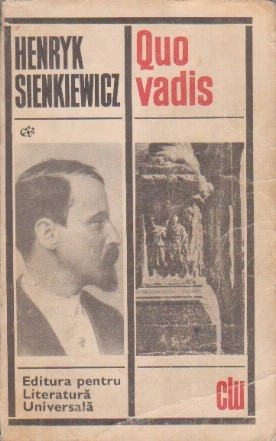 HENRYK
SIENKIEWICZ
Quo
vadis
Editura pentru
Literatură
Universală
clu